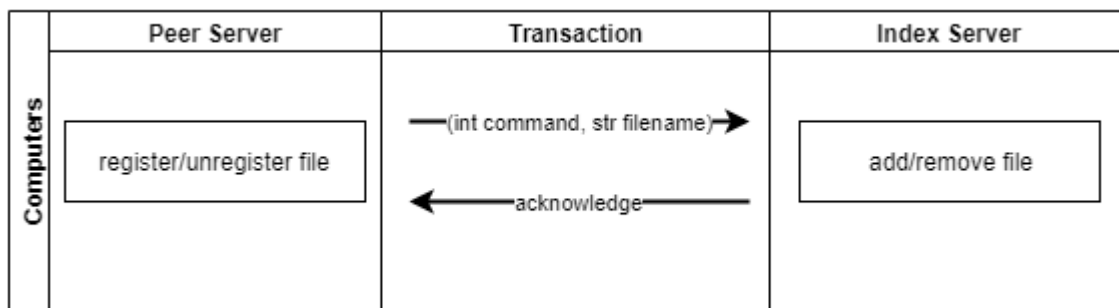 Peer Server
Transaction
Index Server
Computers
register/unregister file
(int command, str filename)
add/remove file
acknowledge